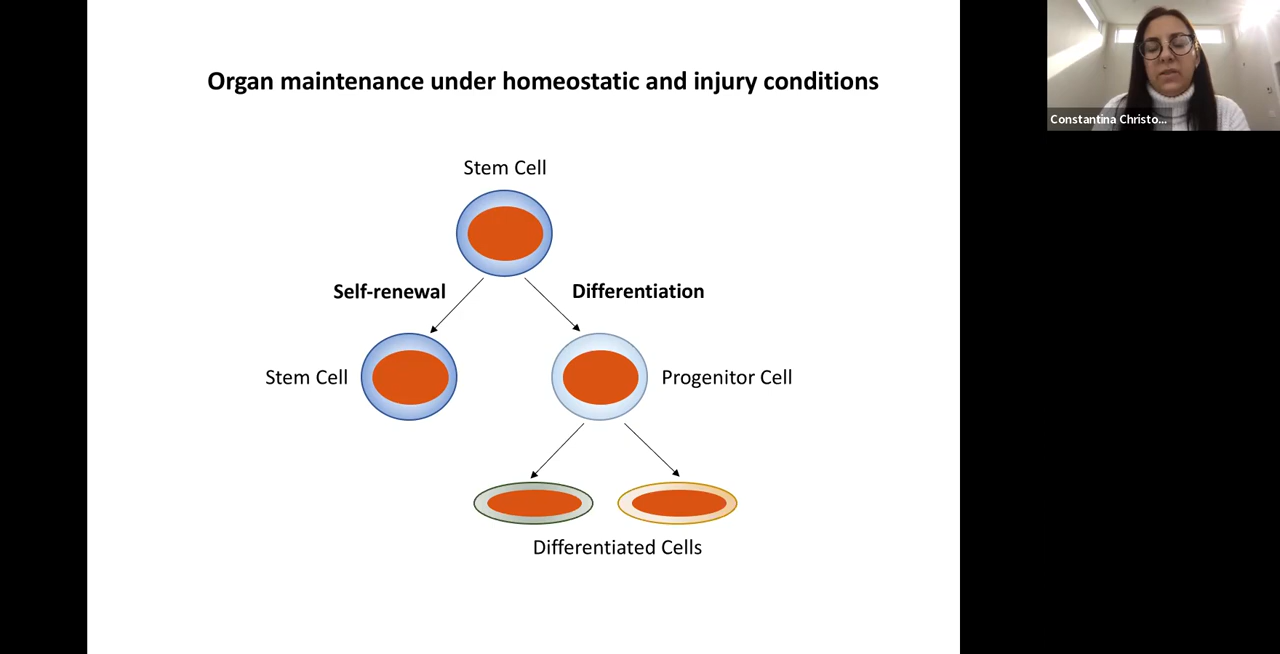 Organ maintenance under homeostatic and injury conditions
Constantina Christo...
Stem Cell
Self-renewal
Differentiation
Stem Cell
Progenitor Cell
Differentiated Cells